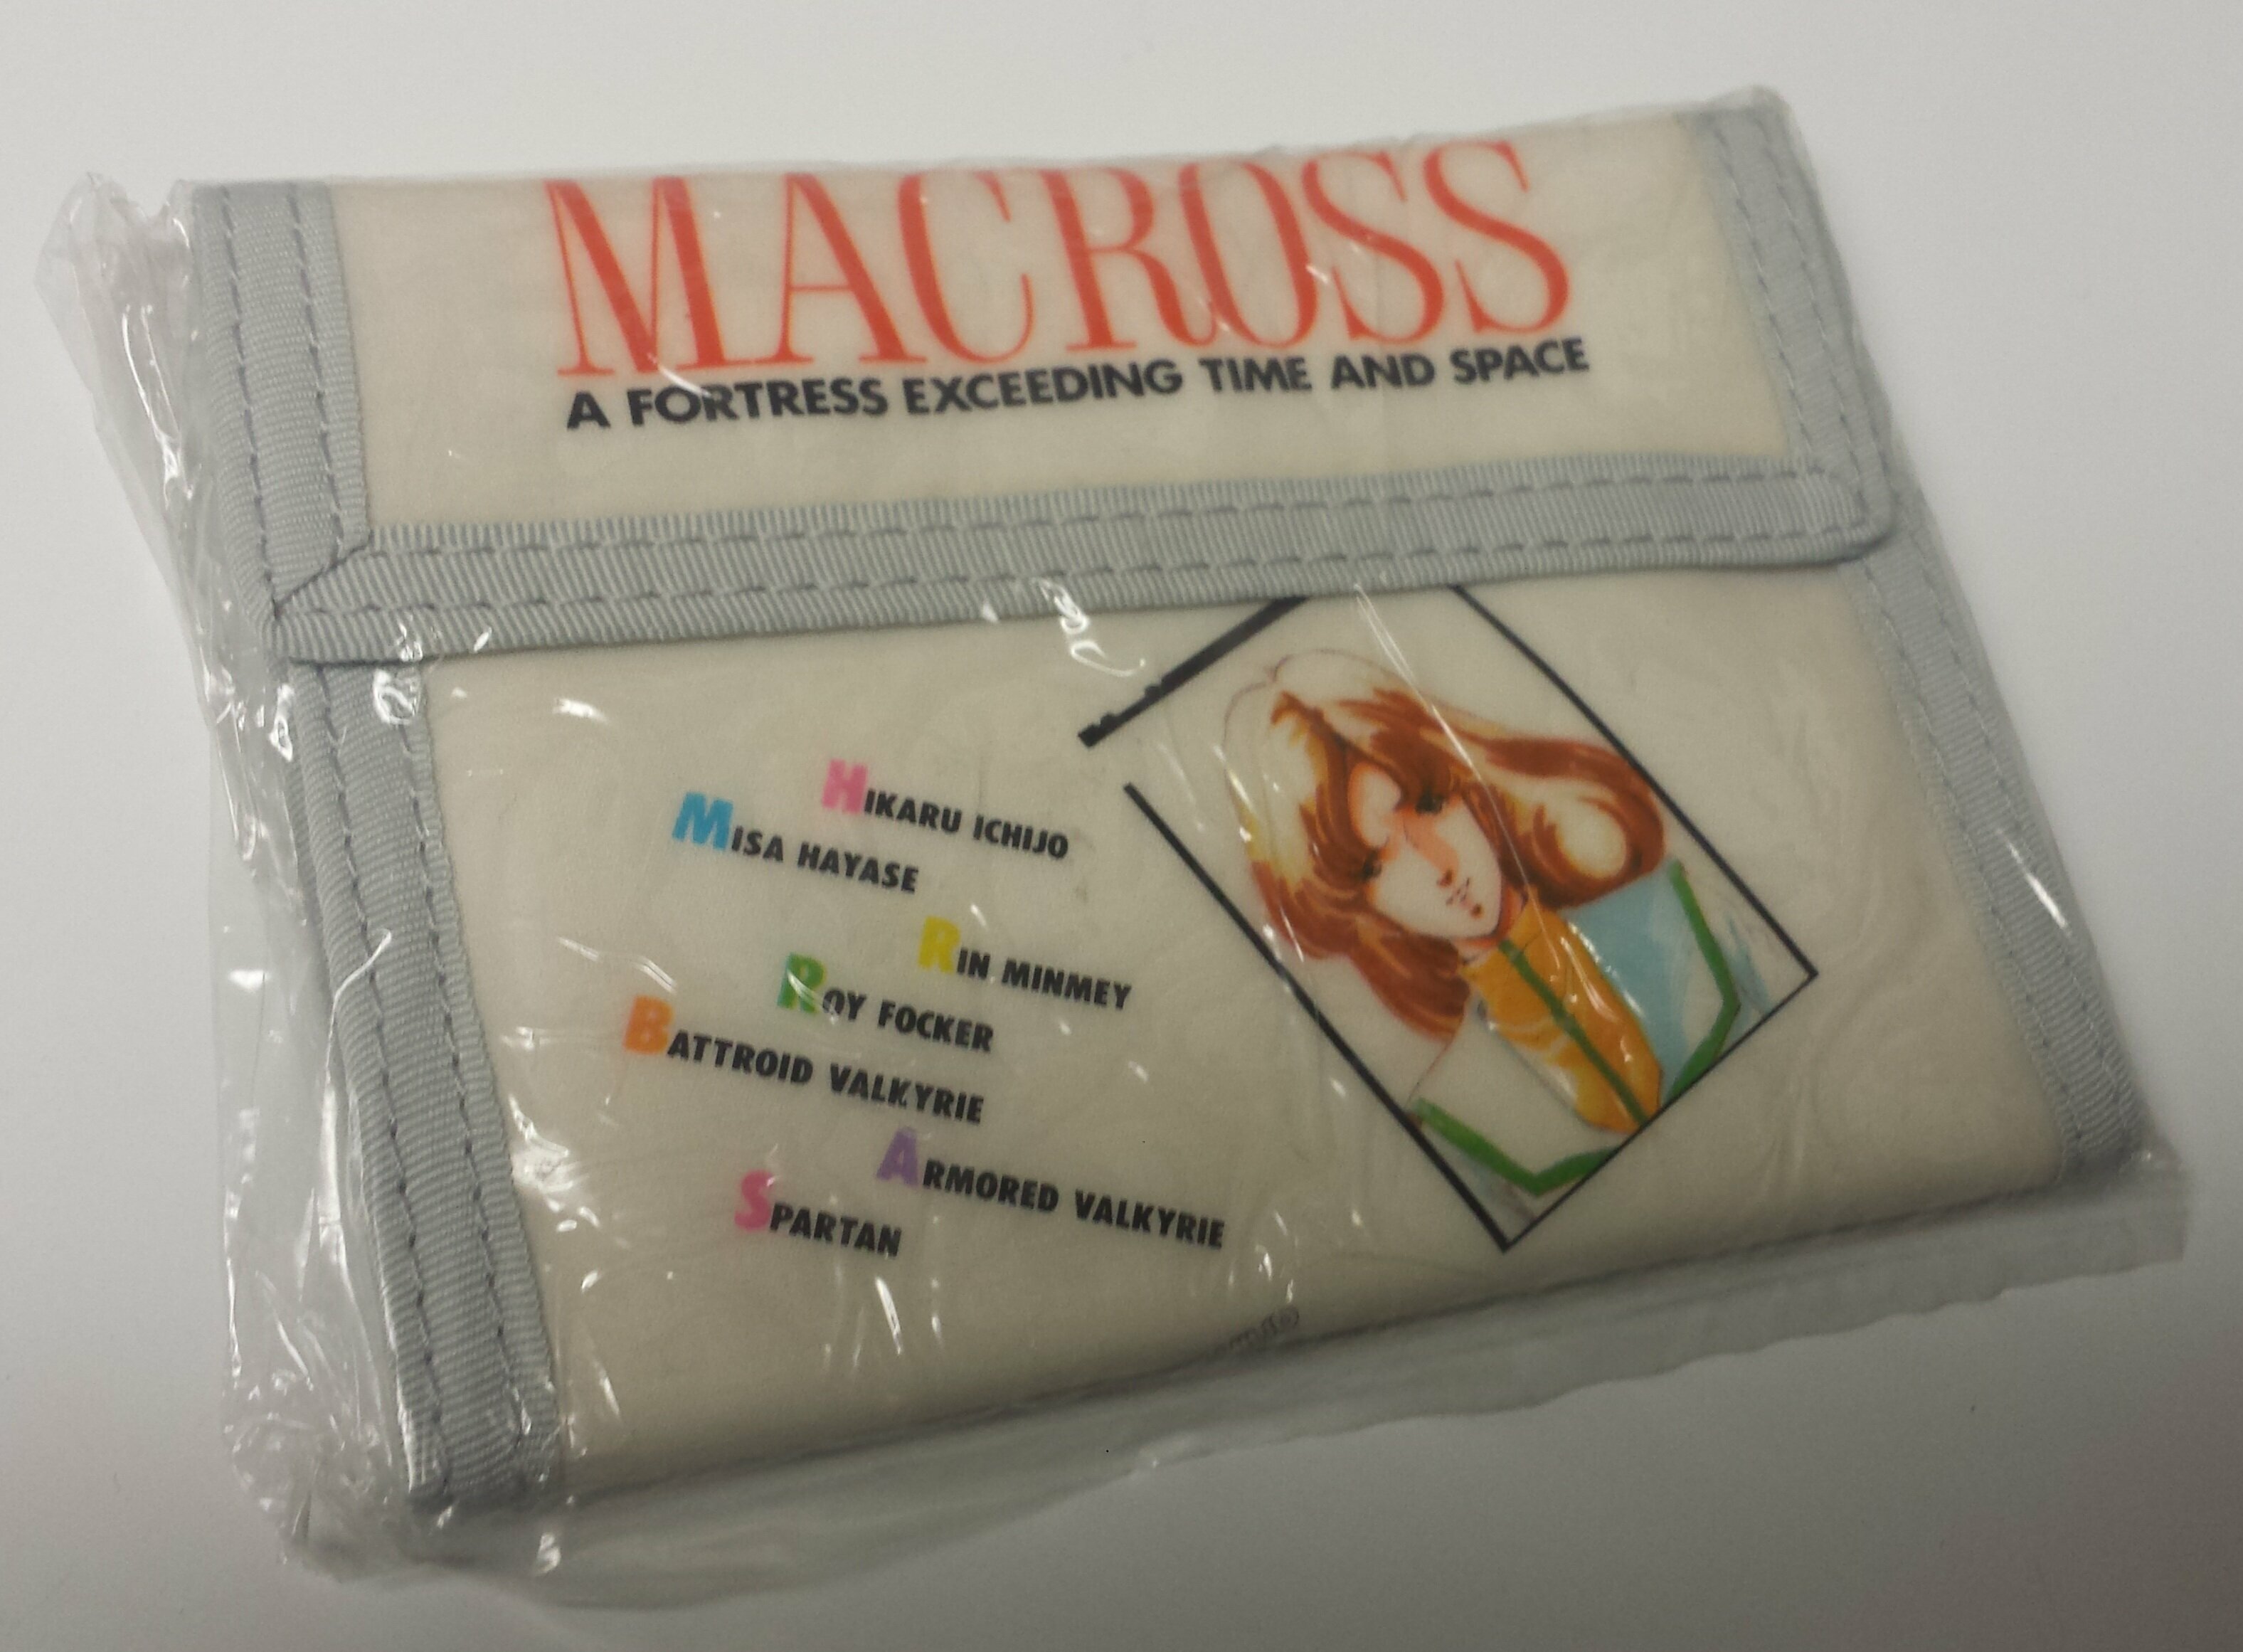 MACROSS
A FORTRESS EXCEEDING TIME AND SPACE
HIKARU ICHIJO
MISA HAYASE
RIN MINMEY
ROY FOCKER
BATTROID VALKYRIE
ARMORED VALKYRIE
SPARTAN